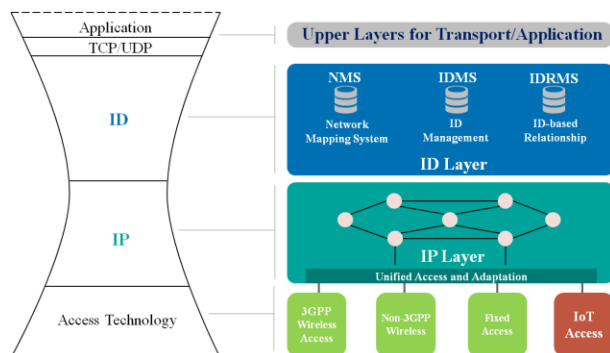 Application
TCP/UDP
ID
IP
Access Technology
Upper Layers for Transport/Application
NMS
IDMS
IDRMS
Network
Mapping System
ID
Management
ID-based
Relationship
ID Layer
IP Layer
Unified Access and Adaptation
3GPP
Wireless
Access
Non-3GPP
Wireless
Fixed
Access
IoT
Access